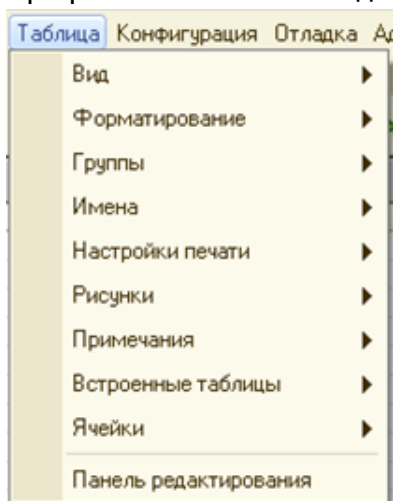 Таблица Конфигурация Отладка
Вид
Форматирование
Группы
Имена
Настройки печати
Рисунки
Примечания
Встроенные таблицы
Ячейки
Панель редактирования